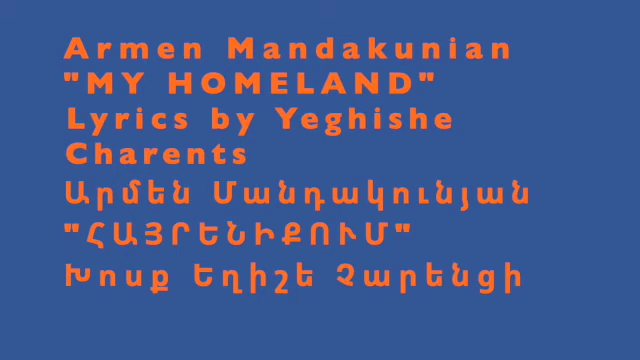 Armen Mandakunian
"MY HOMELAND"
Lyrics by Yeghishe
Charents
Արմեն Մանդակունյան
"ՀԱՅՐԵՆԻՔՈՒՄ"
Խոսք Եղիշե Չարենցի